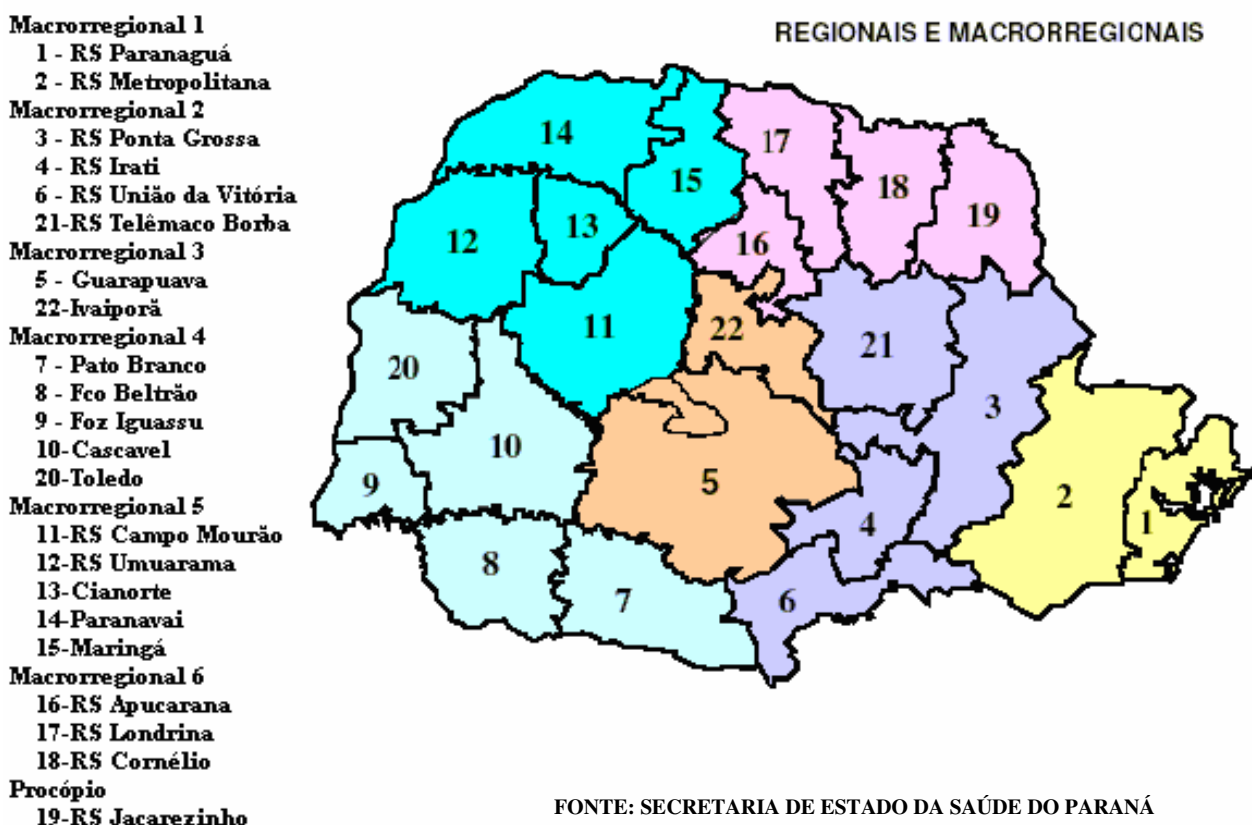 Macrorregional 1
1 - RS Paranaguá
2 - RS Metropolitana
Macrorregional 2
3 - RS Ponta Grossa
4 - RS Irati
6 - RS União da Vitória
21-RS Telêmaco Borba
Macrorregional 3
5 - Guarapuava
22-Ivaiporã
Macrorregional 4
7 - Pato Branco
8 - Fco Beltrão
9 - Foz Iguassu
10-Cascavel
20-Toledo
Macrorregional 5
11-RS Campo Mourão
12-RS Umuarama
13-Cianorte
14-Paranavai
15-Maringá
Macrorregional 6
16-RS Apucarana
17-RS Londrina
18-RS Cornélio
Procópio
19-RS Jacarezinho
REGIONAIS E MACRORREGIONAIS
14
17
15
18
19
13
12
16
11
22
21
20
3
10
5
9
2
4
1
8
7
6
FONTE: SECRETARIA DE ESTADO DA SAÚDE DO PARANÁ